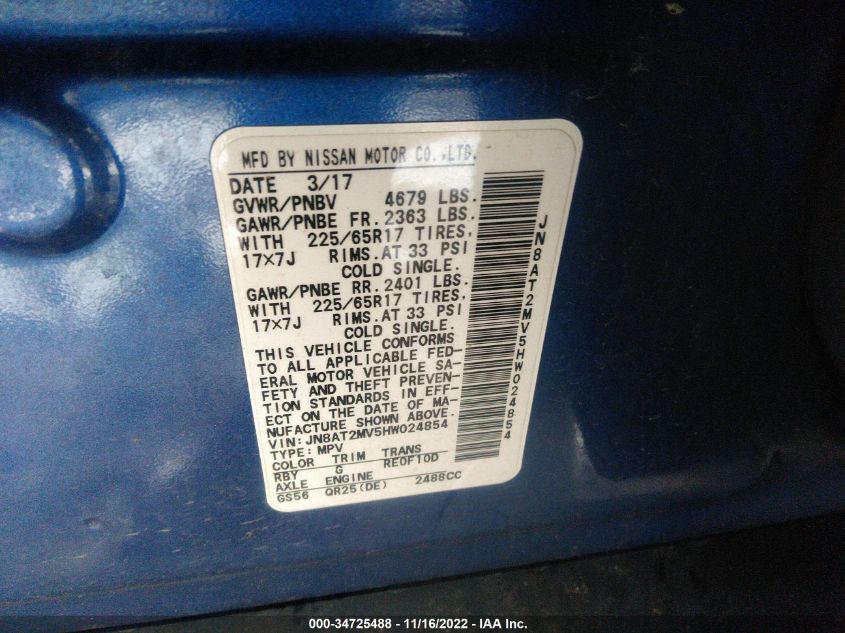 MFD BY NISSAN MOTOR CO.,LTD.
DATE 3/17
GVWR/PNBV 4679 LBS.
GAWR/PNBE FR. 2363 LBS.
WITH 225/65R17 TIRES,
17×7J RIMS.AT 33 PSI
COLD SINGLE.
GAWR/PNBE RR. 2401 LBS.
WITH 225/65R17 TIRES,
17×7J RIMS.AT 33 PSI
COLD SINGLE.
THIS VEHICLE CONFORMS
TO ALL APPLICABLE FED-
ERAL MOTOR VEHICLE SA-
FETY AND THEFT PREVEN-
TION STANDARDS IN EFF-
ECT ON THE DATE OF MA-
NUFACTURE SHOWN ABOVE.
VIN: JN8AT2MV5HW024854
TYPE: MPV
COLOR TRIM TRANS
RBY G RE0F10D
AXLE ENGINE
GS56 QR25(DE) 2488CC
JN8AT2MV5HW024854
000-34725488 - 11/16/2022 - IAA Inc.